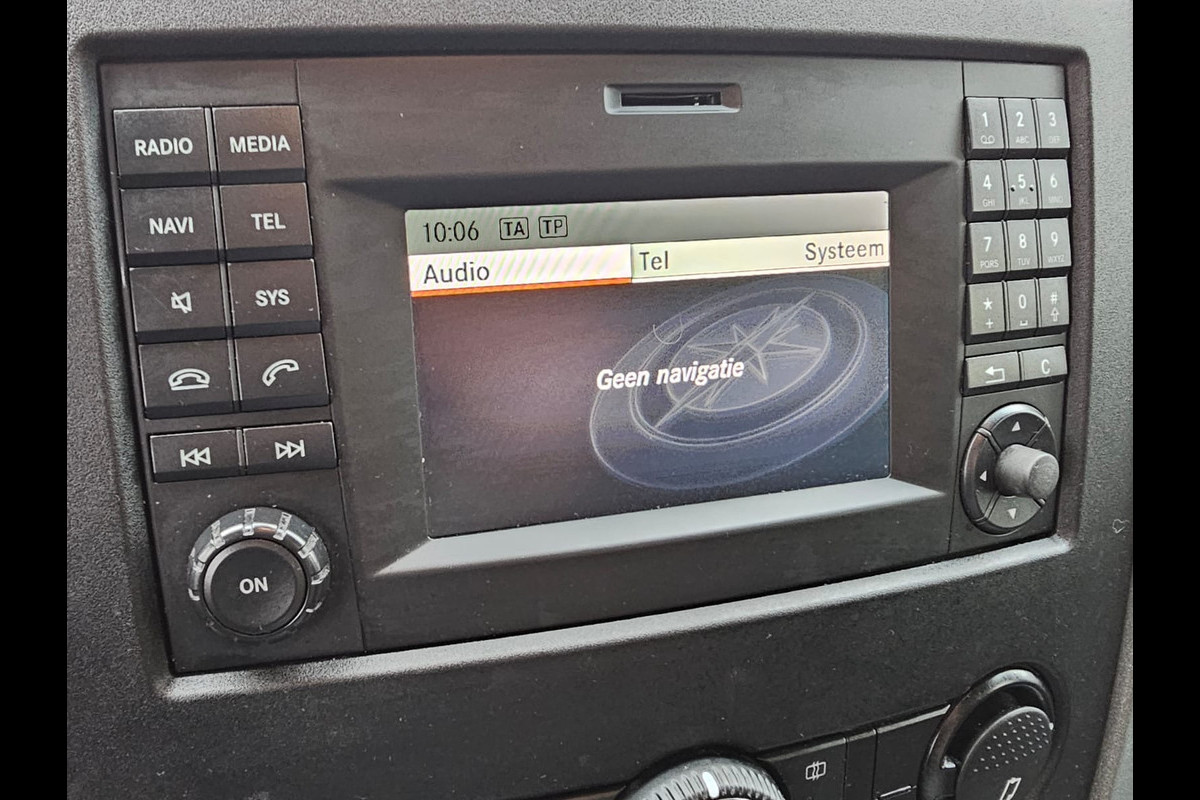 RADIO MEDIA
NAVI TEL
SYS
ON
10:06 TA TP
Audio Tel Systeem
Geen navigatie
1 2 ABC 3 DEF
4 GHI 5 JKL 6 MNO
7 PQRS 8 TUV 9 WXYZ
* + 0 #
C